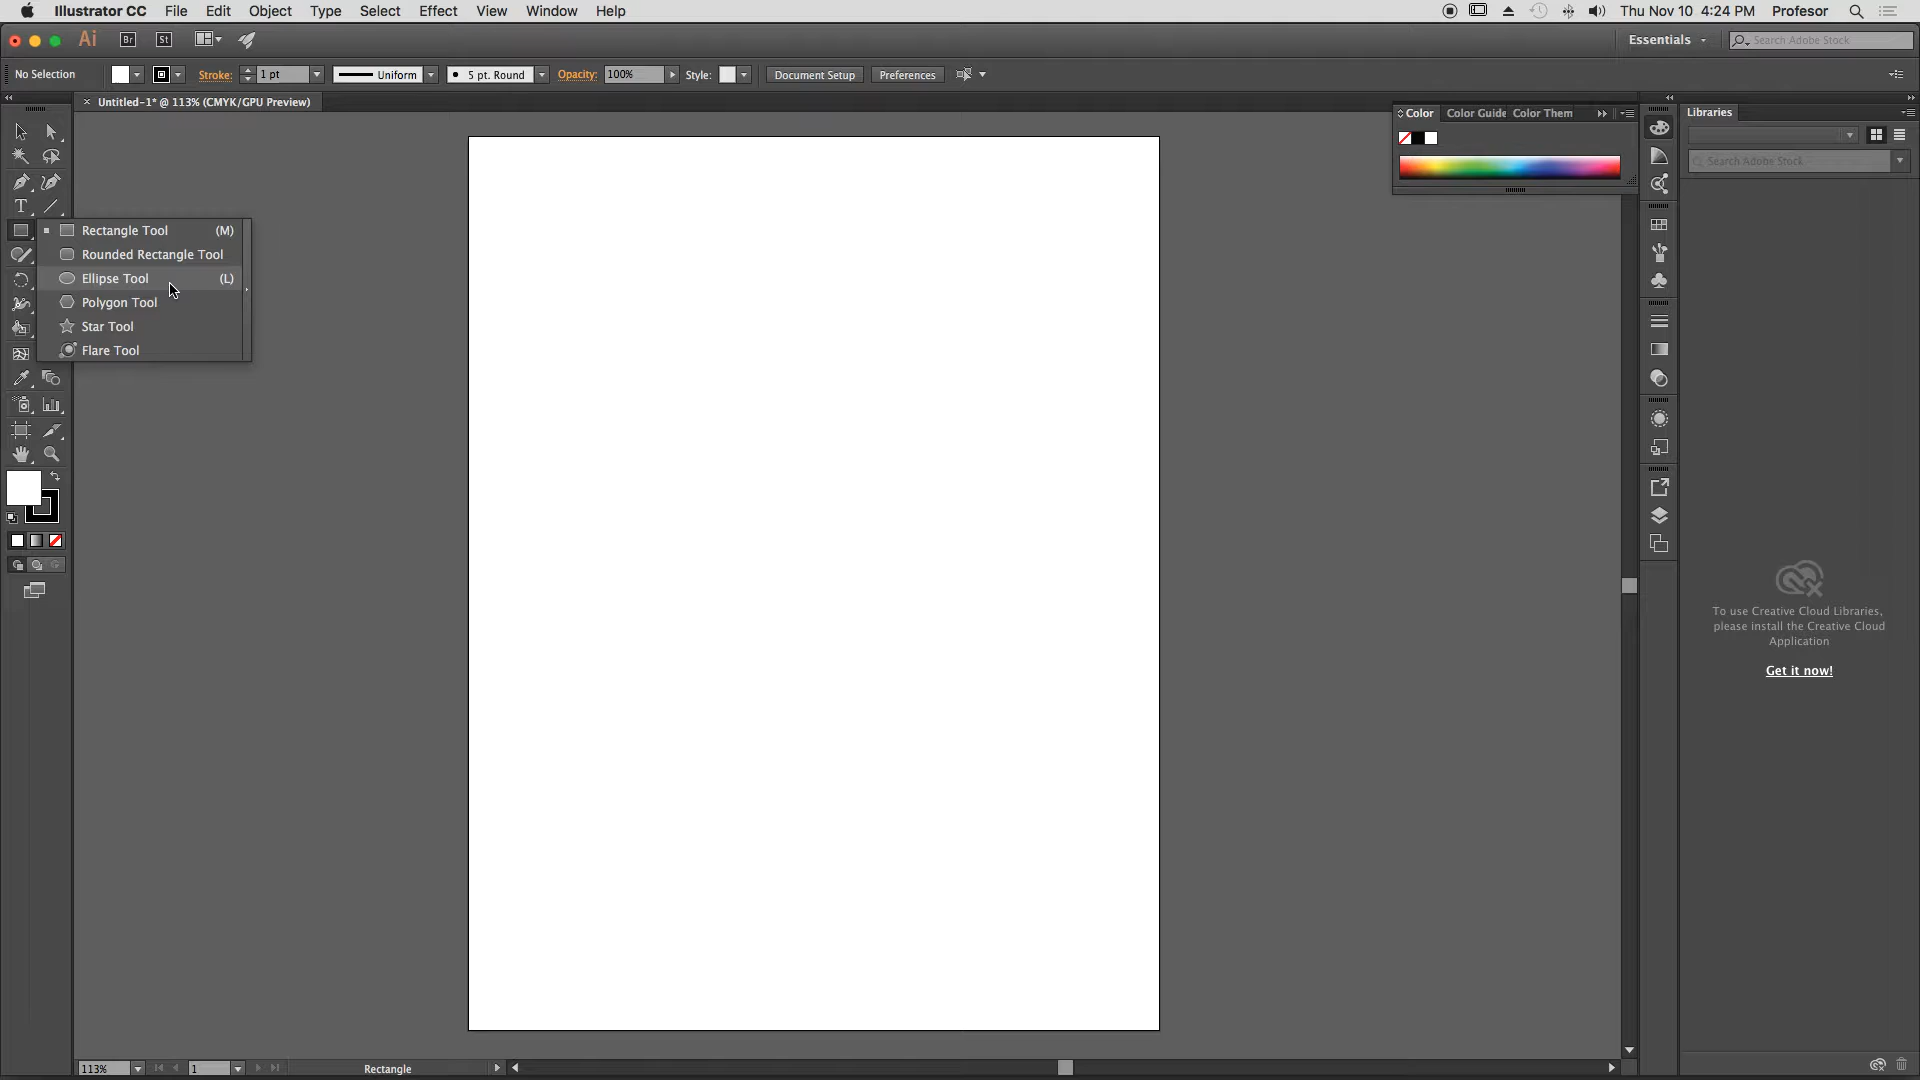 Illustrator CC File Edit Object Type Select Effect View Window Help Thu Nov 10 4:24 PM Profesor
Ai Br St Essentials Search Adobe Stock
No Selection Stroke: 1 pt Uniform 5 pt. Round Opacity: 100% Style: Document Setup Preferences
Untitled-1* @ 113% (CMYK/GPU Preview)
Color Color Guide Color Them
Libraries
Search Adobe Stock
T
Rectangle Tool (M)
Rounded Rectangle Tool
Ellipse Tool (L)
Polygon Tool
Star Tool
Flare Tool
To use Creative Cloud Libraries,
please install the Creative Cloud
Application
Get it now!
113% 1 Rectangle